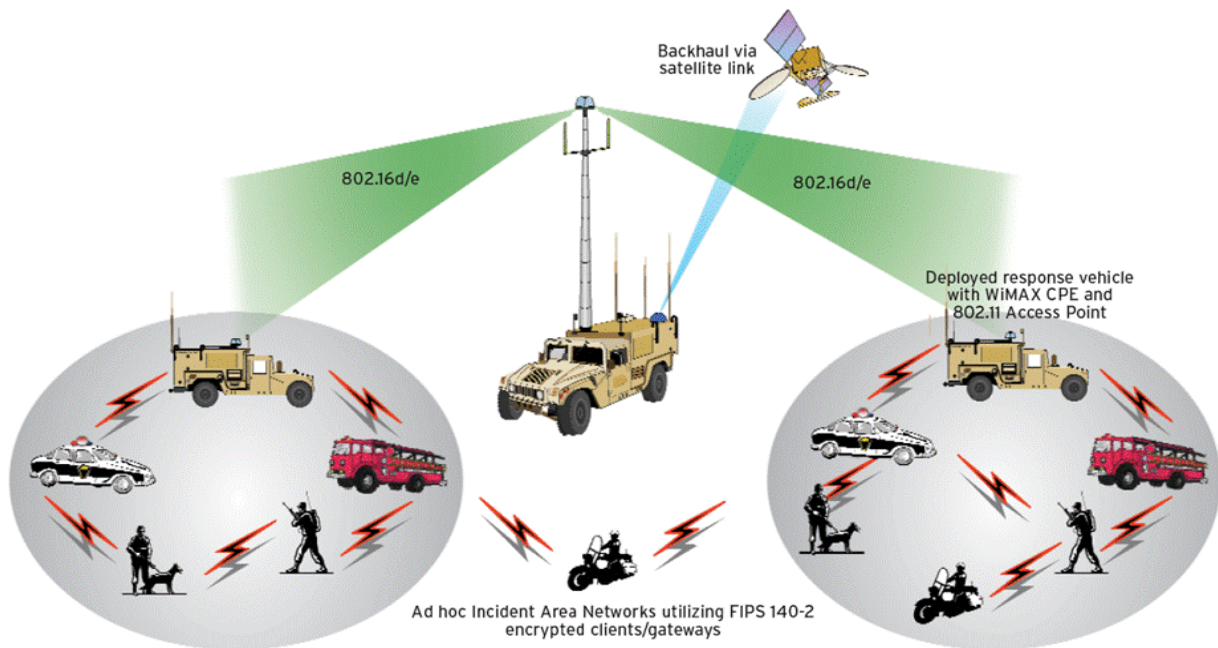 Backhaul via
satellite link
802.16d/e
802.16d/e
Deployed response vehicle
with WiMAX CPE and
802.11 Access Point
Ad hoc Incident Area Networks utilizing FIPS 140-2
encrypted clients/gateways